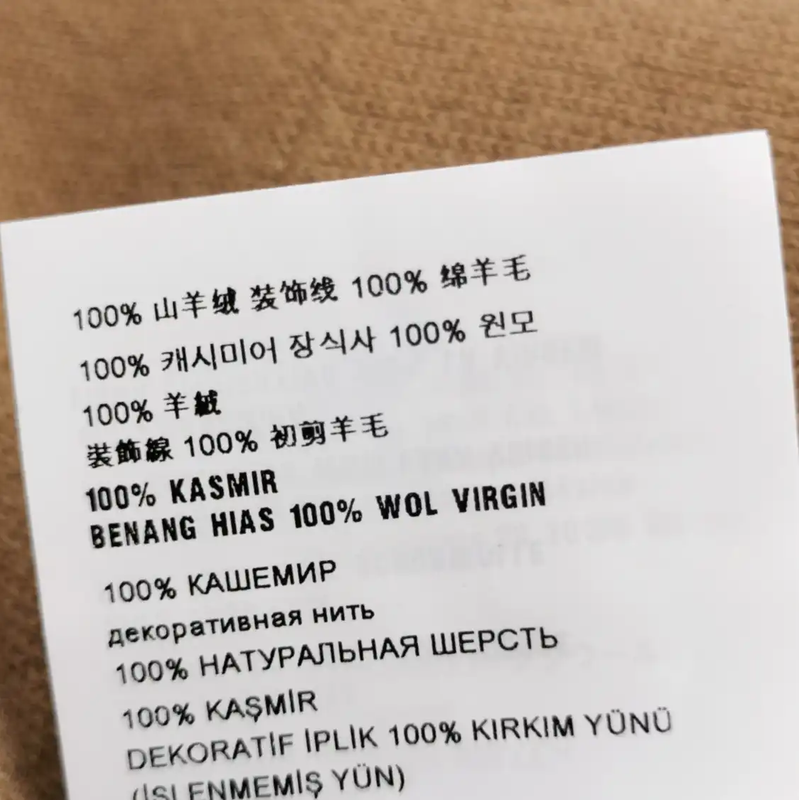 100% 山羊绒 装饰线 100% 绵羊毛
100% 캐시미어 장식사 100% 원모
100% 羊絨
裝飾線 100% 初剪羊毛
100% KASMIR
BENANG HIAS 100% WOL VIRGIN
100% КАШЕМИР
декоративная нить
100% НАТУРАЛЬНАЯ ШЕРСТЬ
100% KAŞMİR
DEKORATİF İPLİK 100% KIRKIM YÜNÜ
(İŞLENMEMİŞ YÜN)